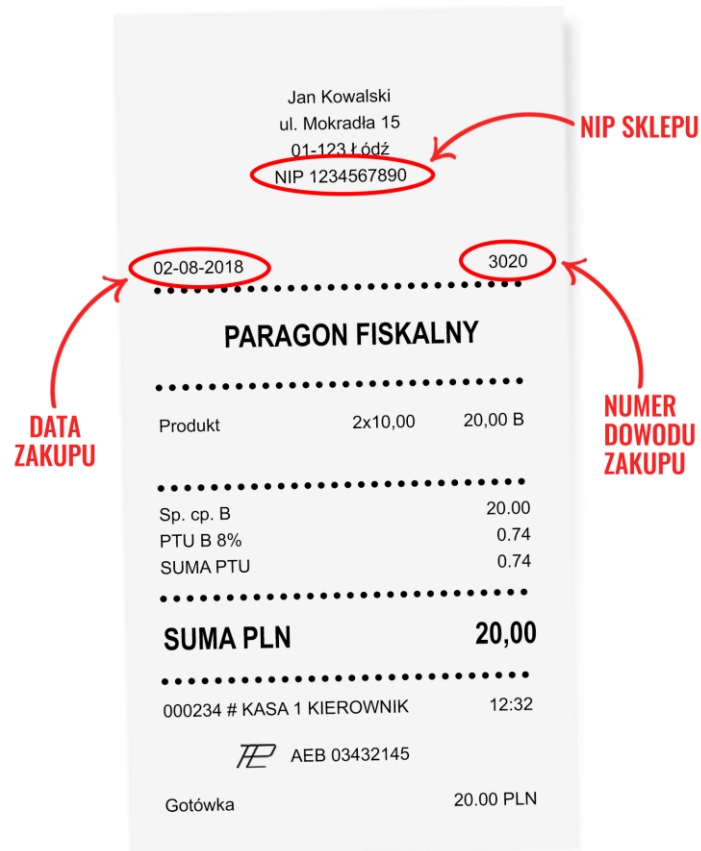 Jan Kowalski
ul. Mokradła 15
01-123 Łódź
NIP 1234567890
NIP SKLEPU
02-08-2018 3020
PARAGON FISKALNY
DATA
ZAKUPU
NUMER
DOWODU
ZAKUPU
Produkt 2x10,00 20,00 B
Sp. cp. B 20.00
PTU B 8% 0.74
SUMA PTU 0.74
SUMA PLN 20,00
000234 # KASA 1 KIEROWNIK 12:32
AEB 03432145
Gotówka 20.00 PLN